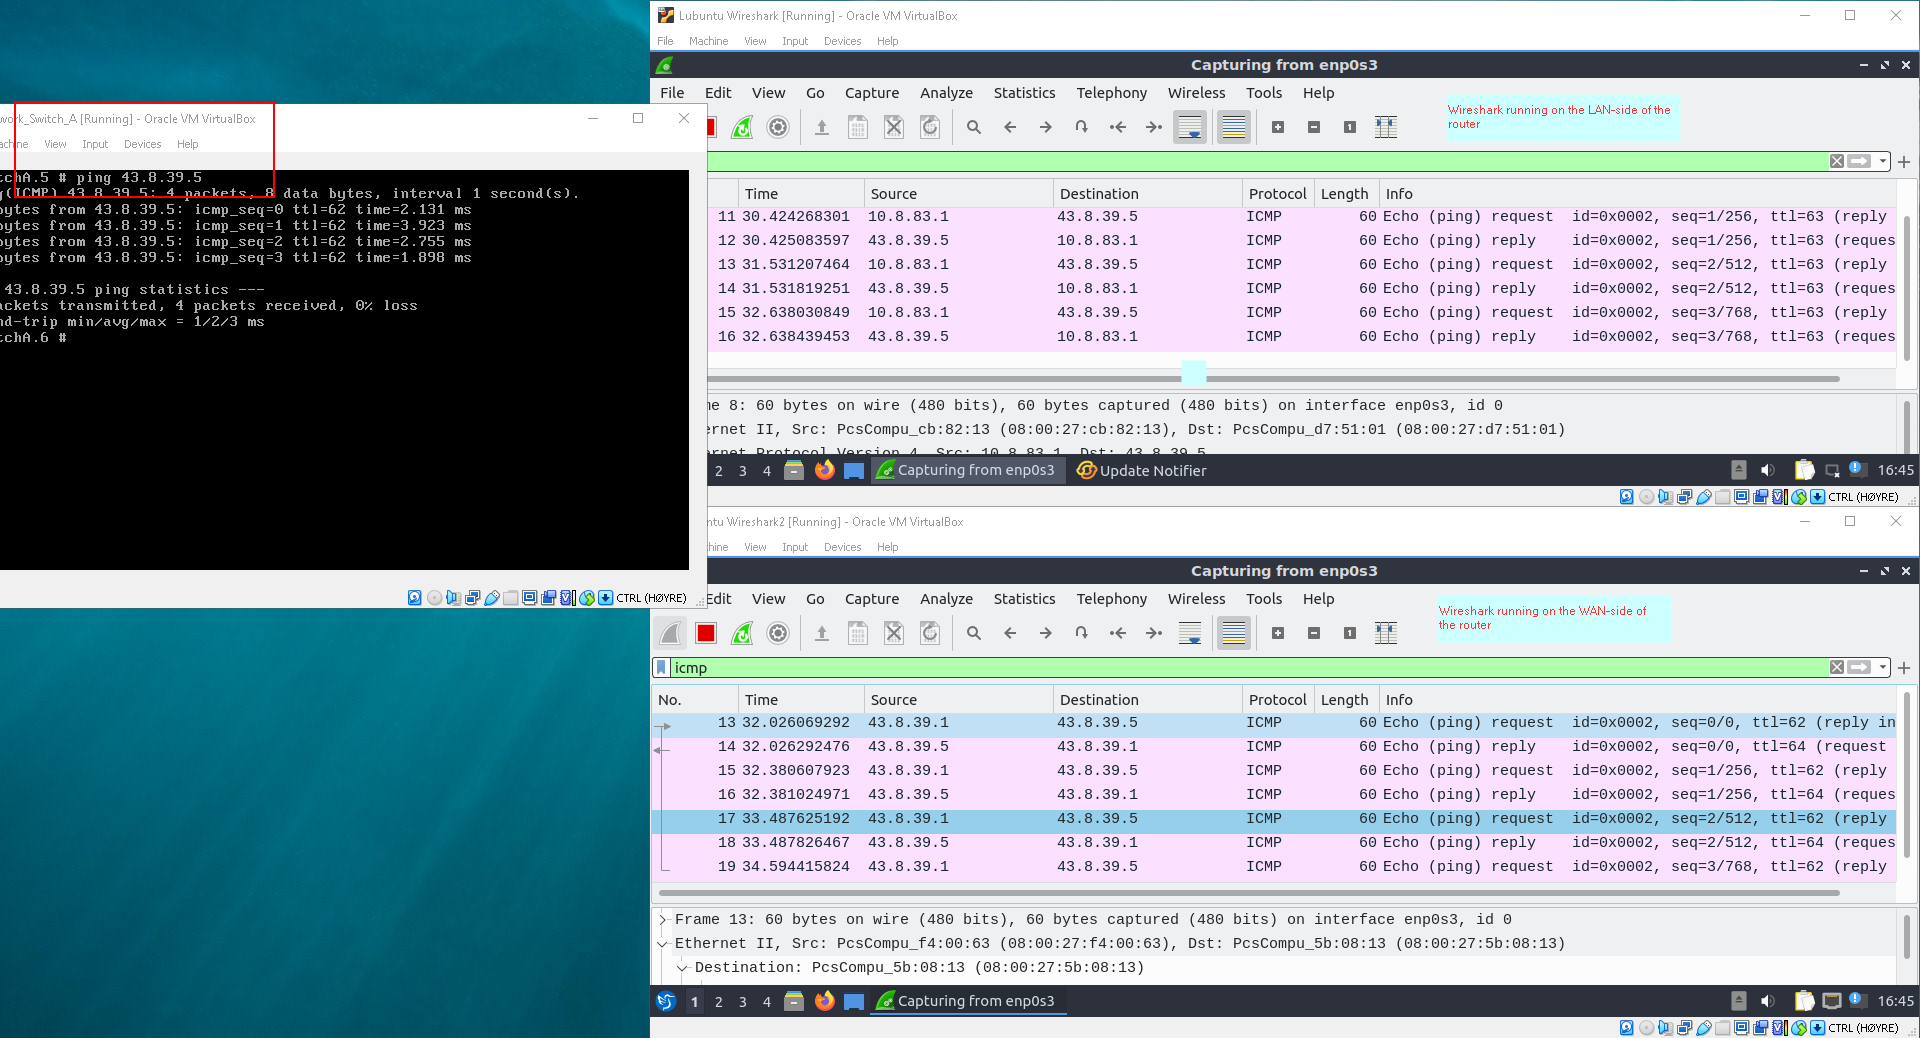 Lubuntu Wireshark [Running] - Oracle VM VirtualBox
File Machine View Input Devices Help
Capturing from enp0s3
File Edit View Go Capture Analyze Statistics Telephony Wireless Tools Help
Wireshark running on the LAN-side of the
router
Time Source Destination Protocol Length Info
11 30.424268301 10.8.83.1 43.8.39.5 ICMP 60 Echo (ping) request id=0x0002, seq=1/256, ttl=63 (reply
12 30.425083597 43.8.39.5 10.8.83.1 ICMP 60 Echo (ping) reply id=0x0002, seq=1/256, ttl=63 (reques
13 31.531207464 10.8.83.1 43.8.39.5 ICMP 60 Echo (ping) request id=0x0002, seq=2/512, ttl=63 (reply
14 31.531819251 43.8.39.5 10.8.83.1 ICMP 60 Echo (ping) reply id=0x0002, seq=2/512, ttl=63 (reques
15 32.638030849 10.8.83.1 43.8.39.5 ICMP 60 Echo (ping) request id=0x0002, seq=3/768, ttl=63 (reply
16 32.638439453 43.8.39.5 10.8.83.1 ICMP 60 Echo (ping) reply id=0x0002, seq=3/768, ttl=63 (reques
me 8: 60 bytes on wire (480 bits), 60 bytes captured (480 bits) on interface enp0s3, id 0
ernet II, Src: PcsCompu_cb:82:13 (08:00:27:cb:82:13), Dst: PcsCompu_d7:51:01 (08:00:27:d7:51:01)
ernet Protocol Version 4, Src: 10.8.83.1, Dst: 43.8.39.5
2 3 4 Capturing from enp0s3 Update Notifier 16:45
CTRL (HØYRE)
work_Switch_A [Running] - Oracle VM VirtualBox
achine View Input Devices Help
tchA.5 # ping 43.8.39.5
g(ICMP) 43.8.39.5: 4 packets, 8 data bytes, interval 1 second(s).
bytes from 43.8.39.5: icmp_seq=0 ttl=62 time=2.131 ms
bytes from 43.8.39.5: icmp_seq=1 ttl=62 time=3.923 ms
bytes from 43.8.39.5: icmp_seq=2 ttl=62 time=2.755 ms
bytes from 43.8.39.5: icmp_seq=3 ttl=62 time=1.898 ms
43.8.39.5 ping statistics ---
ackets transmitted, 4 packets received, 0% loss
nd-trip min/avg/max = 1/2/3 ms
tchA.6 #
CTRL (HØYRE)
untu Wireshark2 [Running] - Oracle VM VirtualBox
hine View Input Devices Help
Capturing from enp0s3
Edit View Go Capture Analyze Statistics Telephony Wireless Tools Help
Wireshark running on the WAN-side of
the router
icmp
No. Time Source Destination Protocol Length Info
13 32.026069292 43.8.39.1 43.8.39.5 ICMP 60 Echo (ping) request id=0x0002, seq=0/0, ttl=62 (reply in
14 32.026292476 43.8.39.5 43.8.39.1 ICMP 60 Echo (ping) reply id=0x0002, seq=0/0, ttl=64 (request
15 32.380607923 43.8.39.1 43.8.39.5 ICMP 60 Echo (ping) request id=0x0002, seq=1/256, ttl=62 (reply
16 32.381024971 43.8.39.5 43.8.39.1 ICMP 60 Echo (ping) reply id=0x0002, seq=1/256, ttl=64 (reques
17 33.487625192 43.8.39.1 43.8.39.5 ICMP 60 Echo (ping) request id=0x0002, seq=2/512, ttl=62 (reply
18 33.487826467 43.8.39.5 43.8.39.1 ICMP 60 Echo (ping) reply id=0x0002, seq=2/512, ttl=64 (reques
19 34.594415824 43.8.39.1 43.8.39.5 ICMP 60 Echo (ping) request id=0x0002, seq=3/768, ttl=62 (reply
Frame 13: 60 bytes on wire (480 bits), 60 bytes captured (480 bits) on interface enp0s3, id 0
Ethernet II, Src: PcsCompu_f4:00:63 (08:00:27:f4:00:63), Dst: PcsCompu_5b:08:13 (08:00:27:5b:08:13)
Destination: PcsCompu_5b:08:13 (08:00:27:5b:08:13)
1 2 3 4 Capturing from enp0s3 16:45
CTRL (HØYRE)